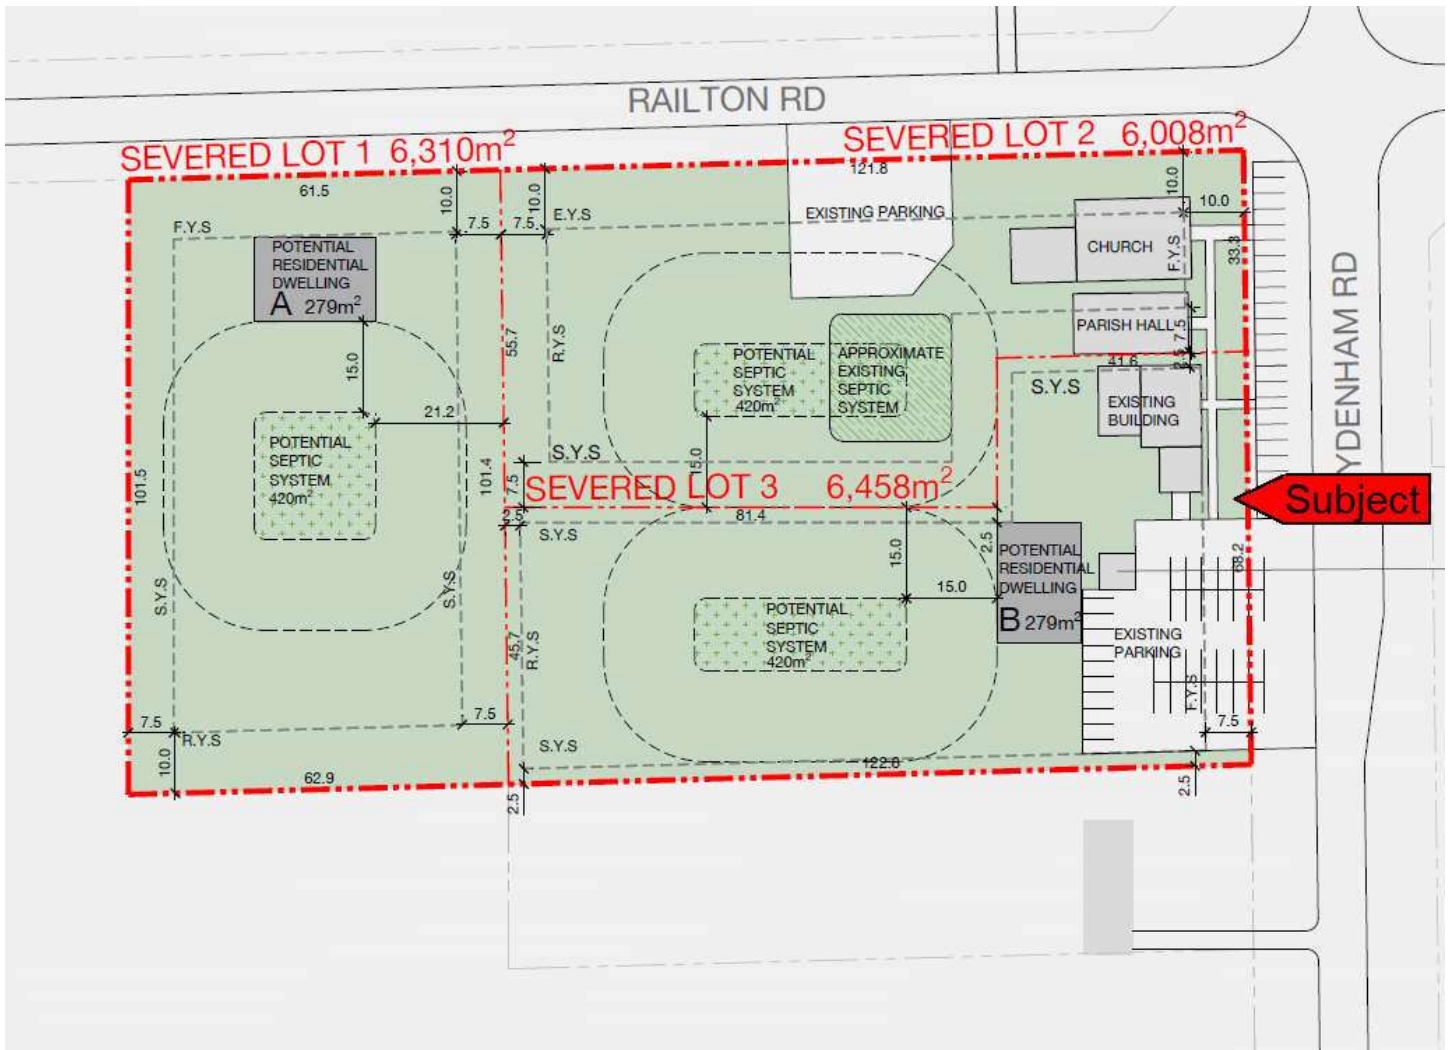 RAILTON RD
SEVERED LOT 1 6,310m²
SEVERED LOT 2 6,008m²
61.5
10.0
10.0
121.8
10.0
10.0
F.Y.S
7.5
7.5
E.Y.S
EXISTING PARKING
CHURCH
F.Y.S
33.3
POTENTIAL
RESIDENTIAL
DWELLING
A 279m²
YDENHAM RD
15.0
55.7
R.Y.S
PARISH HALL
7.5
2.5
41.6
POTENTIAL
SEPTIC
SYSTEM
420m²
APPROXIMATE
EXISTING
SEPTIC
SYSTEM
S.Y.S
EXISTING
BUILDING
21.2
POTENTIAL
SEPTIC
SYSTEM
420m²
101.5
101.4
S.Y.S
7.5
15.0
SEVERED LOT 3 6,458m²
Subject
2.5
81.4
S.Y.S
15.0
2.5
68.2
POTENTIAL
RESIDENTIAL
DWELLING
B 279m²
15.0
S.Y.S
S.Y.S
POTENTIAL
SEPTIC
SYSTEM
420m²
45.7
R.Y.S
EXISTING
PARKING
F.Y.S
7.5
7.5
7.5
R.Y.S
10.0
S.Y.S
62.9
122.8
2.5
2.5